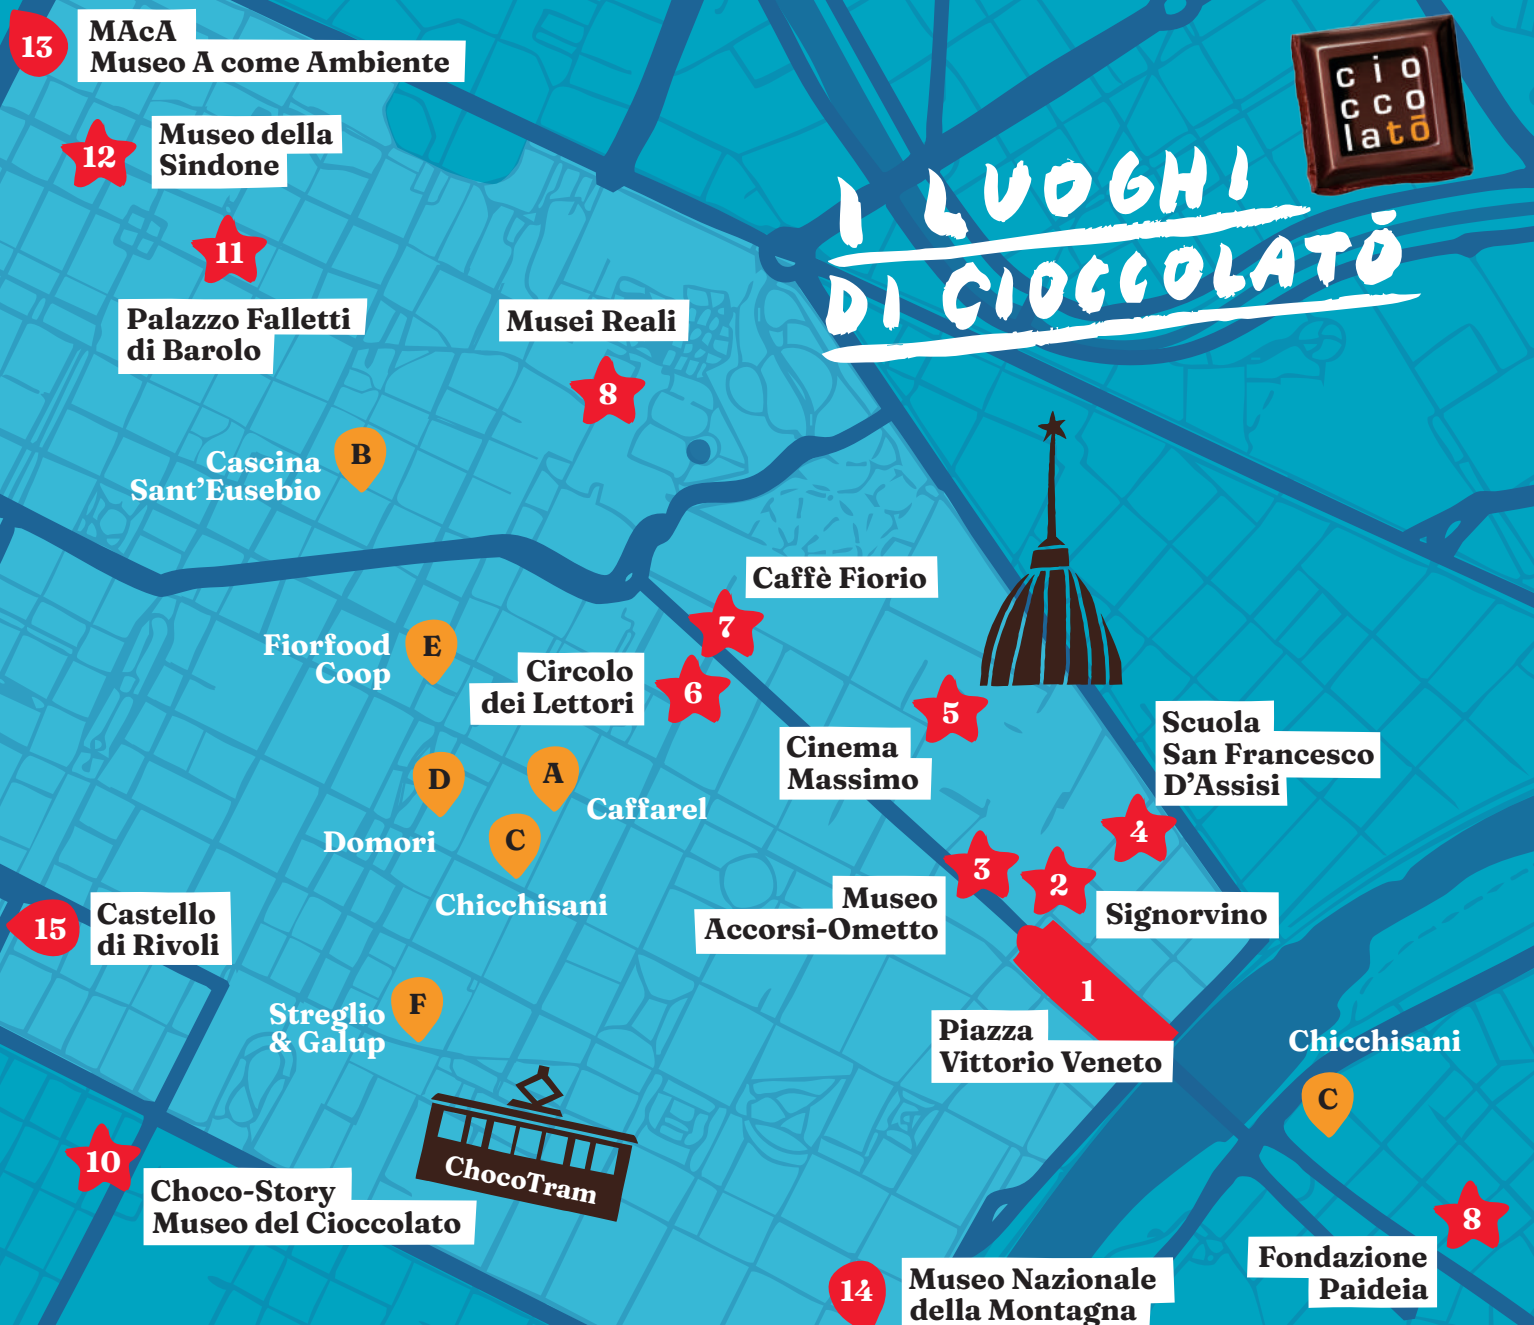 13
MAcA
Museo A come Ambiente
cio
cco
latō
12
Museo della
Sindone
I LUOGHI
DI CIOCCOLATŌ
11
Palazzo Falletti
di Barolo
Musei Reali
8
B
Cascina
Sant'Eusebio
Caffè Fiorio
7
E
Fiorfood
Coop
Circolo
dei Lettori
6
5
Cinema
Massimo
Scuola
San Francesco
D'Assisi
4
D
Domori
A
Caffarel
C
Chicchisani
3
Museo
Accorsi-Ometto
2
Signorvino
15
Castello
di Rivoli
1
Piazza
Vittorio Veneto
F
Streglio
& Galup
Chicchisani
C
ChocoTram
10
Choco-Story
Museo del Cioccolato
8
Fondazione
Paideia
14
Museo Nazionale
della Montagna